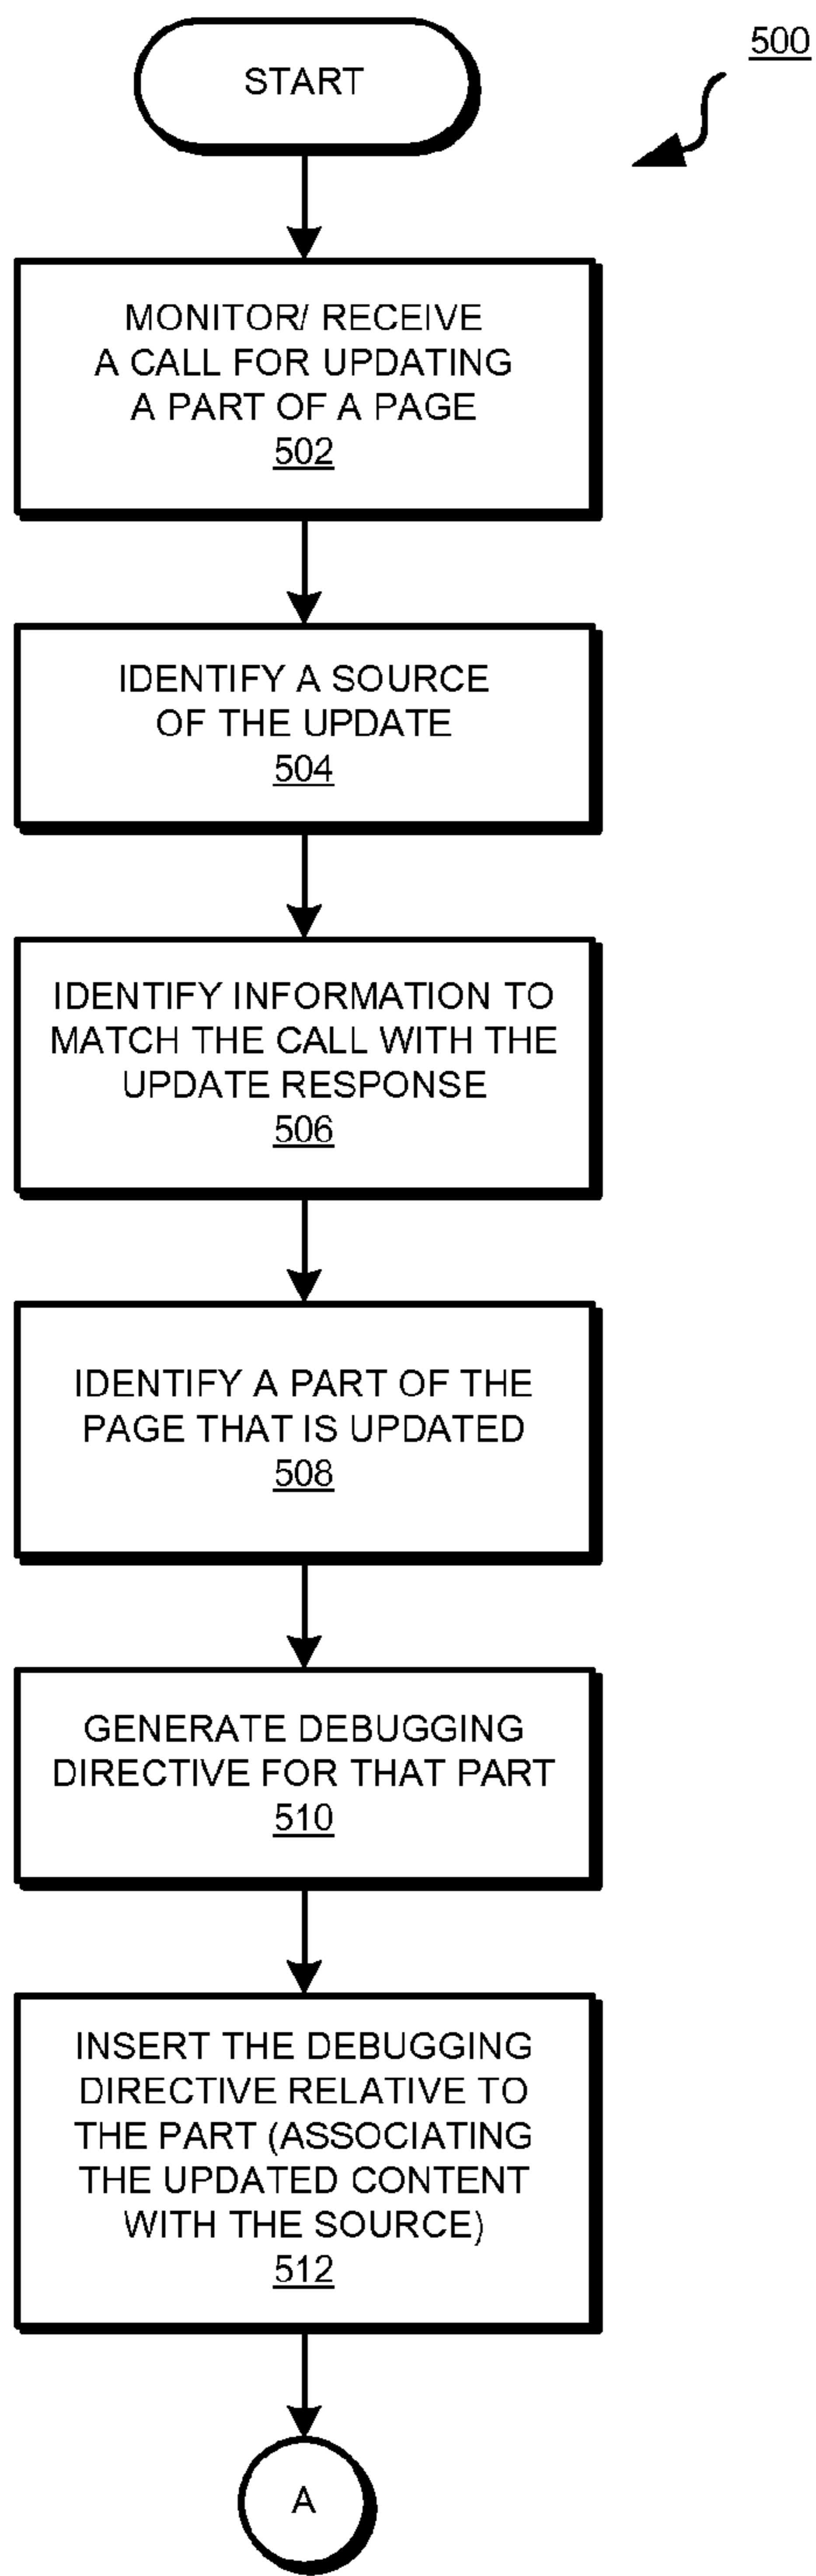 500
START
MONITOR/ RECEIVE
A CALL FOR UPDATING
A PART OF A PAGE
502
IDENTIFY A SOURCE
OF THE UPDATE
504
IDENTIFY INFORMATION TO
MATCH THE CALL WITH THE
UPDATE RESPONSE
506
IDENTIFY A PART OF THE
PAGE THAT IS UPDATED
508
GENERATE DEBUGGING
DIRECTIVE FOR THAT PART
510
INSERT THE DEBUGGING
DIRECTIVE RELATIVE TO
THE PART (ASSOCIATING
THE UPDATED CONTENT
WITH THE SOURCE)
512
A